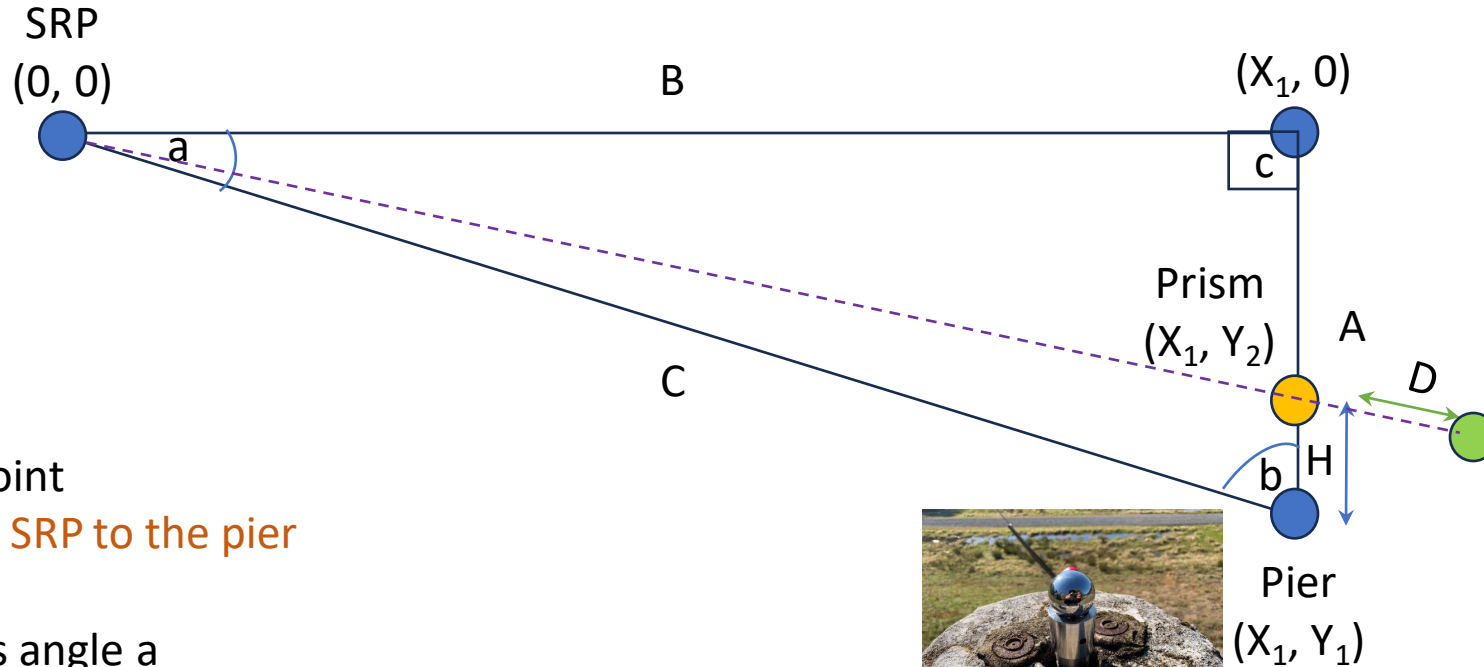 SRP
(0, 0)
B
(X₁, 0)
a
c
Prism
(X₁, Y₂)
A
D
C
H
b
oint
SRP to the pier
Pier
(X₁, Y₁)
s angle a